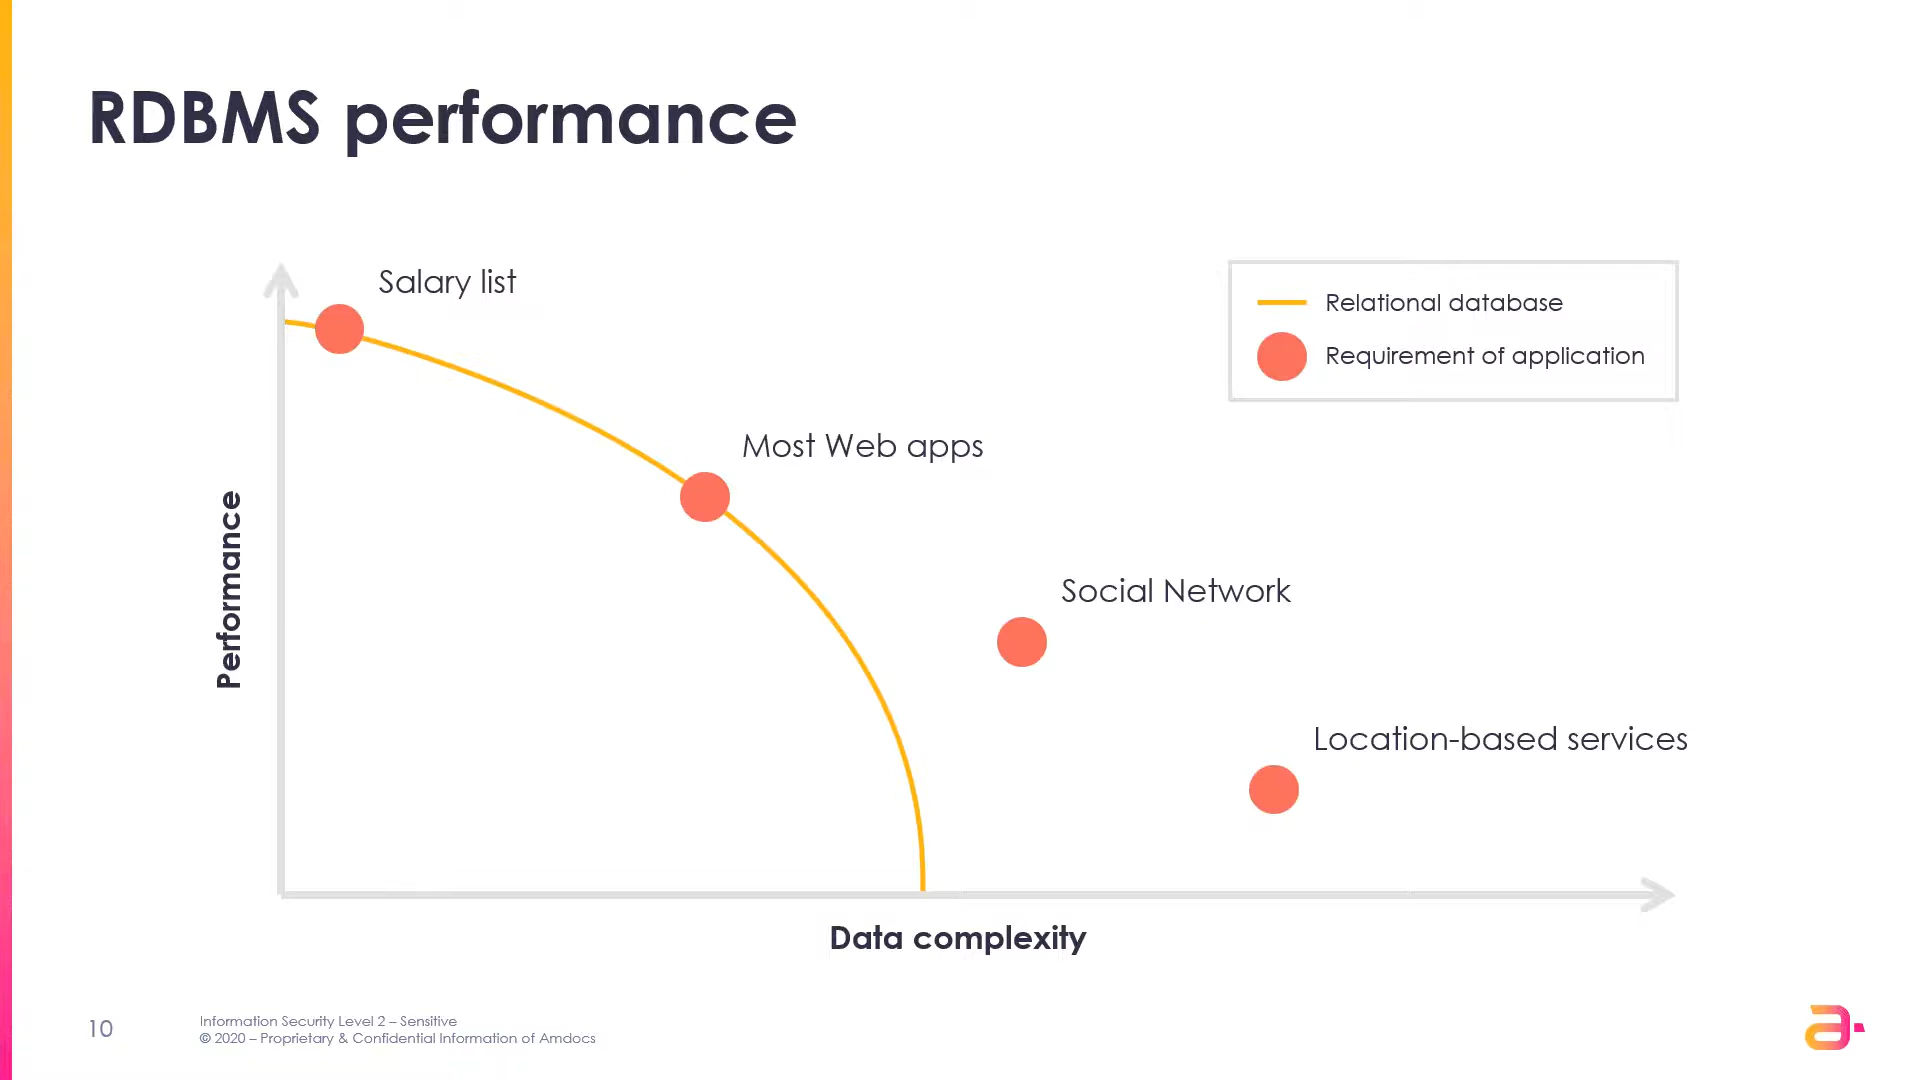 RDBMS performance
Salary list
Relational database
Requirement of application
Most Web apps
Performance
Social Network
Location-based services
Data complexity
10
Information Security Level 2 – Sensitive
© 2020 – Proprietary & Confidential Information of Amdocs